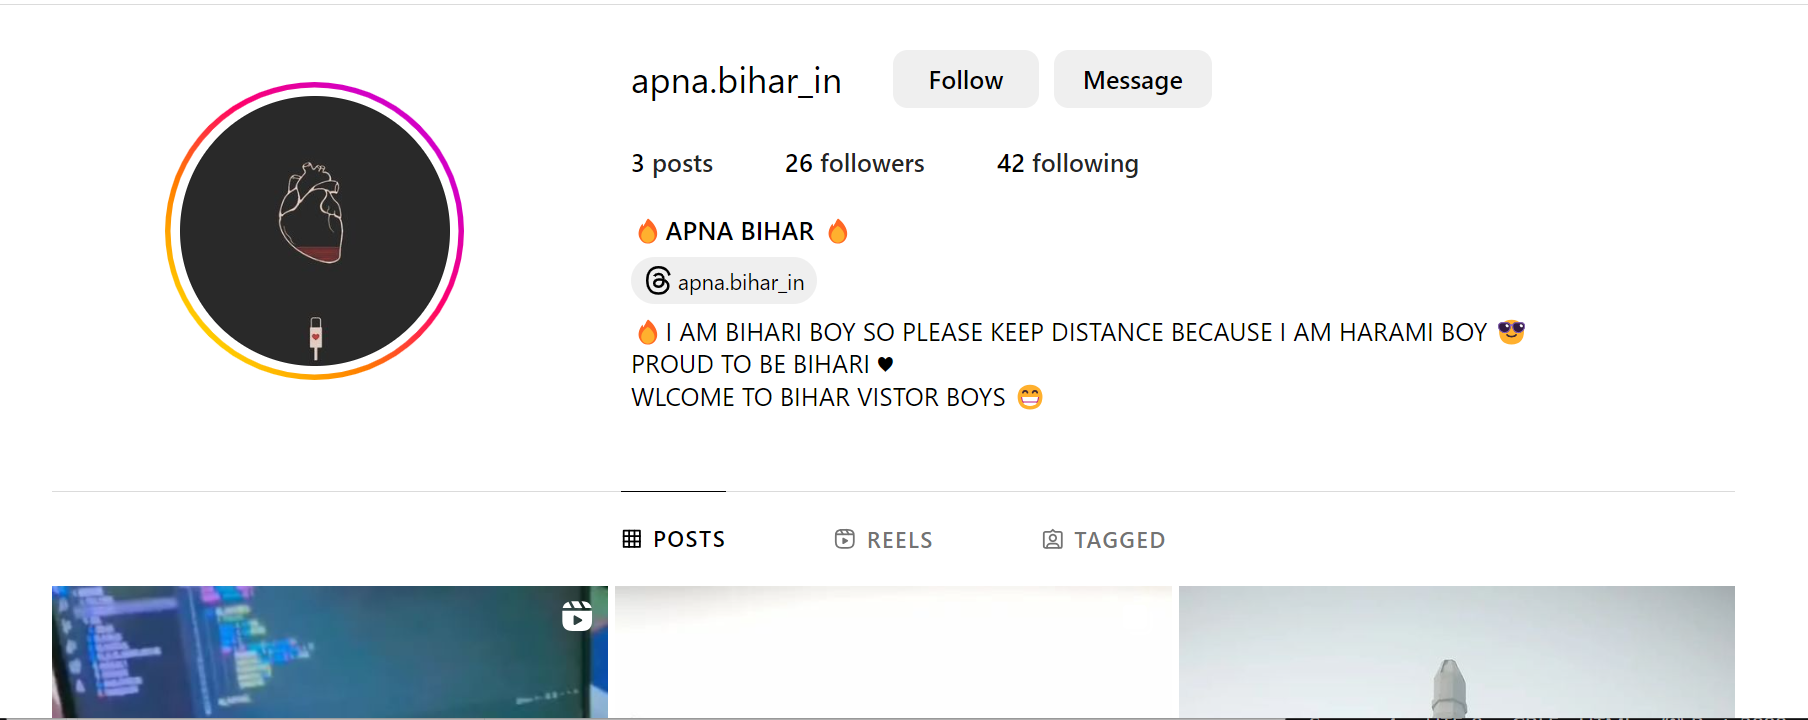 apna.bihar_in Follow Message
3 posts 26 followers 42 following
🔥 APNA BIHAR 🔥
apna.bihar_in
🔥 I AM BIHARI BOY SO PLEASE KEEP DISTANCE BECAUSE I AM HARAMI BOY 😎
PROUD TO BE BIHARI ♥
WLCOME TO BIHAR VISTOR BOYS 😁
POSTS REELS TAGGED